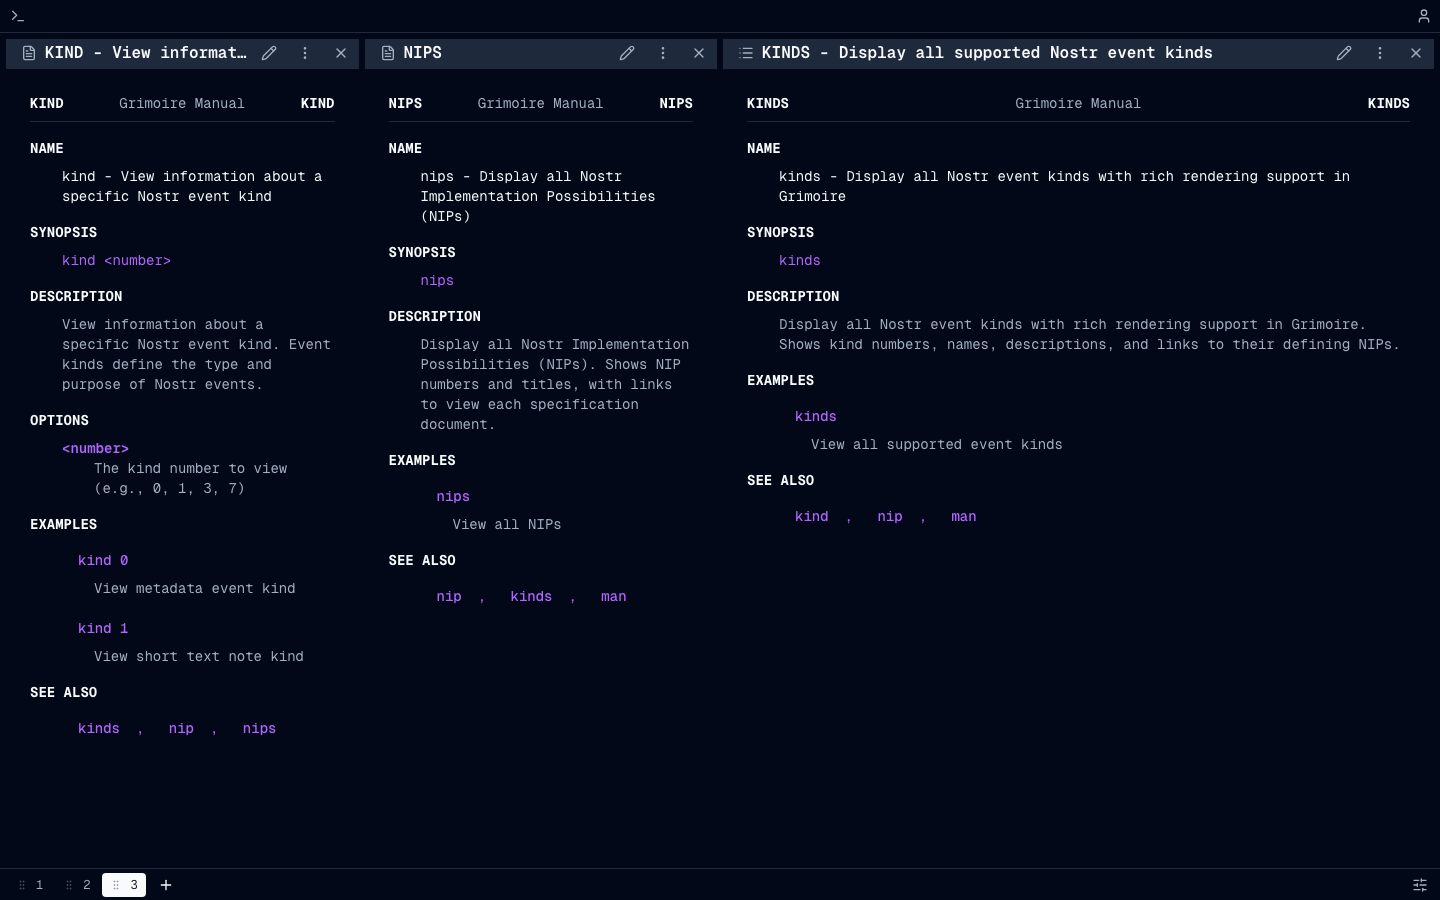 KIND - View informat…
KIND Grimoire Manual KIND
NAME
kind - View information about a
specific Nostr event kind
SYNOPSIS
kind <number>
DESCRIPTION
View information about a
specific Nostr event kind. Event
kinds define the type and
purpose of Nostr events.
OPTIONS
<number>
The kind number to view
(e.g., 0, 1, 3, 7)
EXAMPLES
kind 0
View metadata event kind
kind 1
View short text note kind
SEE ALSO
kinds , nip , nips
NIPS
NIPS Grimoire Manual NIPS
NAME
nips - Display all Nostr
Implementation Possibilities
(NIPs)
SYNOPSIS
nips
DESCRIPTION
Display all Nostr Implementation
Possibilities (NIPs). Shows NIP
numbers and titles, with links
to view each specification
document.
EXAMPLES
nips
View all NIPs
SEE ALSO
nip , kinds , man
KINDS - Display all supported Nostr event kinds
KINDS Grimoire Manual KINDS
NAME
kinds - Display all Nostr event kinds with rich rendering support in
Grimoire
SYNOPSIS
kinds
DESCRIPTION
Display all Nostr event kinds with rich rendering support in Grimoire.
Shows kind numbers, names, descriptions, and links to their defining NIPs.
EXAMPLES
kinds
View all supported event kinds
SEE ALSO
kind , nip , man
1 2 3